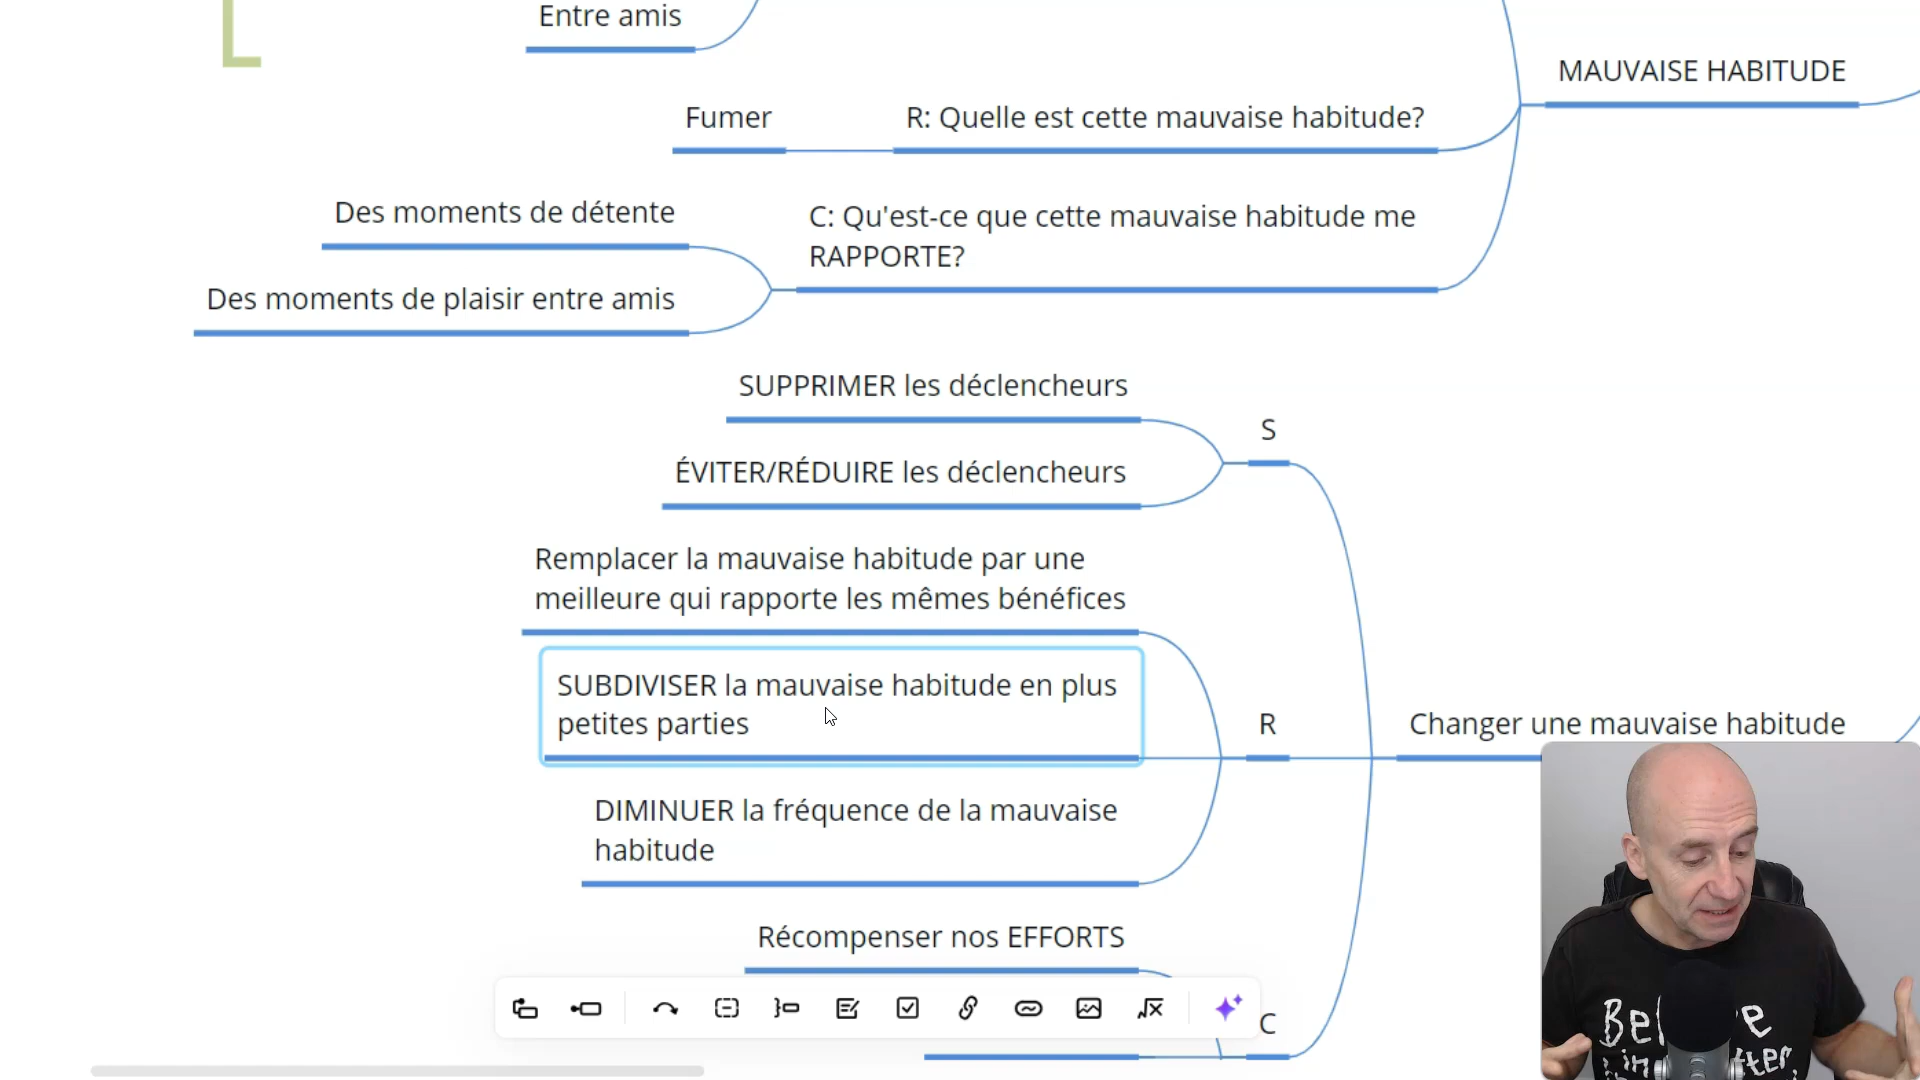 Entre amis
MAUVAISE HABITUDE
Fumer
R: Quelle est cette mauvaise habitude?
Des moments de détente
C: Qu'est-ce que cette mauvaise habitude me
RAPPORTE?
Des moments de plaisir entre amis
SUPPRIMER les déclencheurs
S
ÉVITER/RÉDUIRE les déclencheurs
Remplacer la mauvaise habitude par une
meilleure qui rapporte les mêmes bénéfices
SUBDIVISER la mauvaise habitude en plus
petites parties
R
Changer une mauvaise habitude
DIMINUER la fréquence de la mauvaise
habitude
Récompenser nos EFFORTS
C